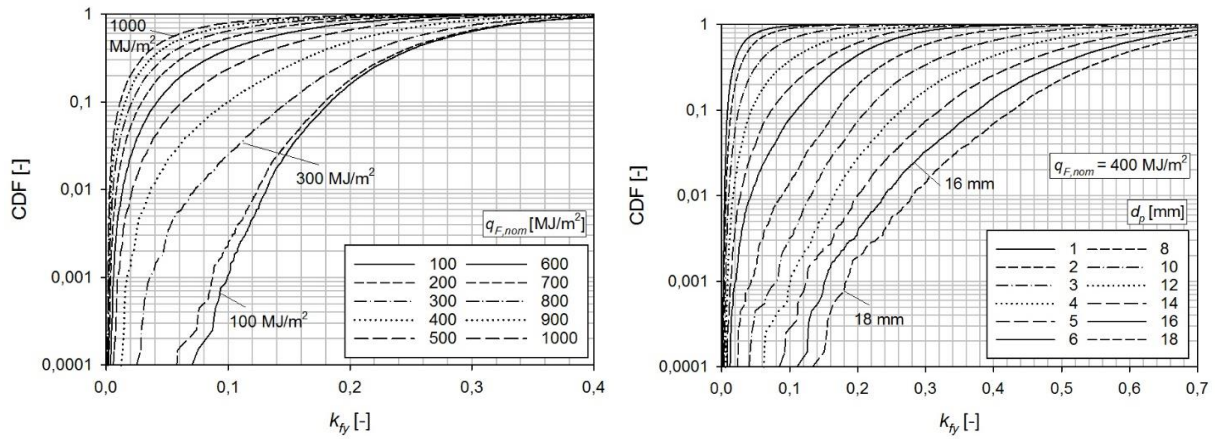 1
0,1
0,01
0,001
0,0001
CDF [-]
1000
MJ/m²
300 MJ/m²
100 MJ/m²
q_F,nom [MJ/m²]
100 600
200 700
300 800
400 900
500 1000
0,0 0,1 0,2 0,3 0,4
k_fy [-]
1
0,1
0,01
0,001
0,0001
CDF [-]
16 mm
q_F,nom = 400 MJ/m²
18 mm
d_p [mm]
1 8
2 10
3 12
4 14
5 16
6 18
0,0 0,1 0,2 0,3 0,4 0,5 0,6 0,7
k_fy [-]